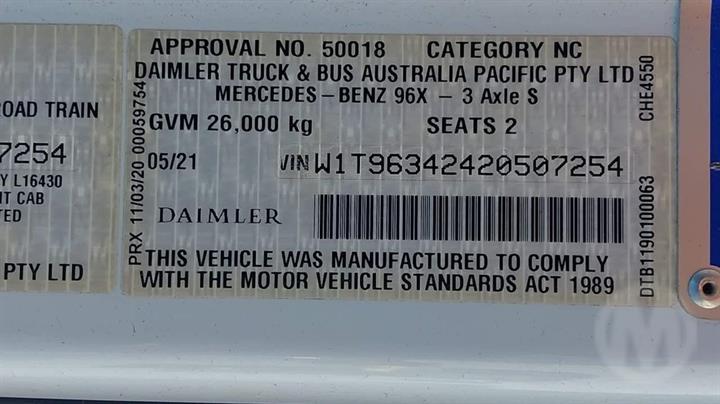 ROAD TRAIN
7254
Y L16430
IT CAB
TED
PTY LTD
APPROVAL NO. 50018 CATEGORY NC
DAIMLER TRUCK & BUS AUSTRALIA PACIFIC PTY LTD
MERCEDES-BENZ 96X - 3 Axle S
GVM 26,000 kg SEATS 2
05/21 VIN W1T96342420507254
DAIMLER
THIS VEHICLE WAS MANUFACTURED TO COMPLY
WITH THE MOTOR VEHICLE STANDARDS ACT 1989
PRX 11/03/20 00059754
CHE4550
DTB1190100063
M